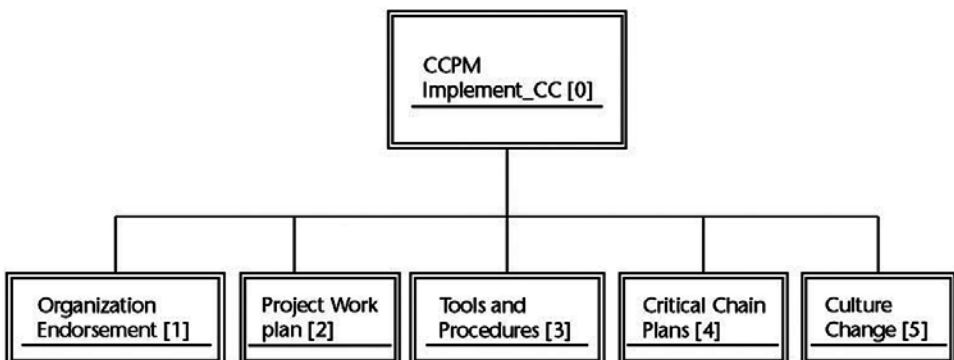 CCPM
Implement_CC [0]
Organization
Endorsement [1]
Project Work
plan [2]
Tools and
Procedures [3]
Critical Chain
Plans [4]
Culture
Change [5]